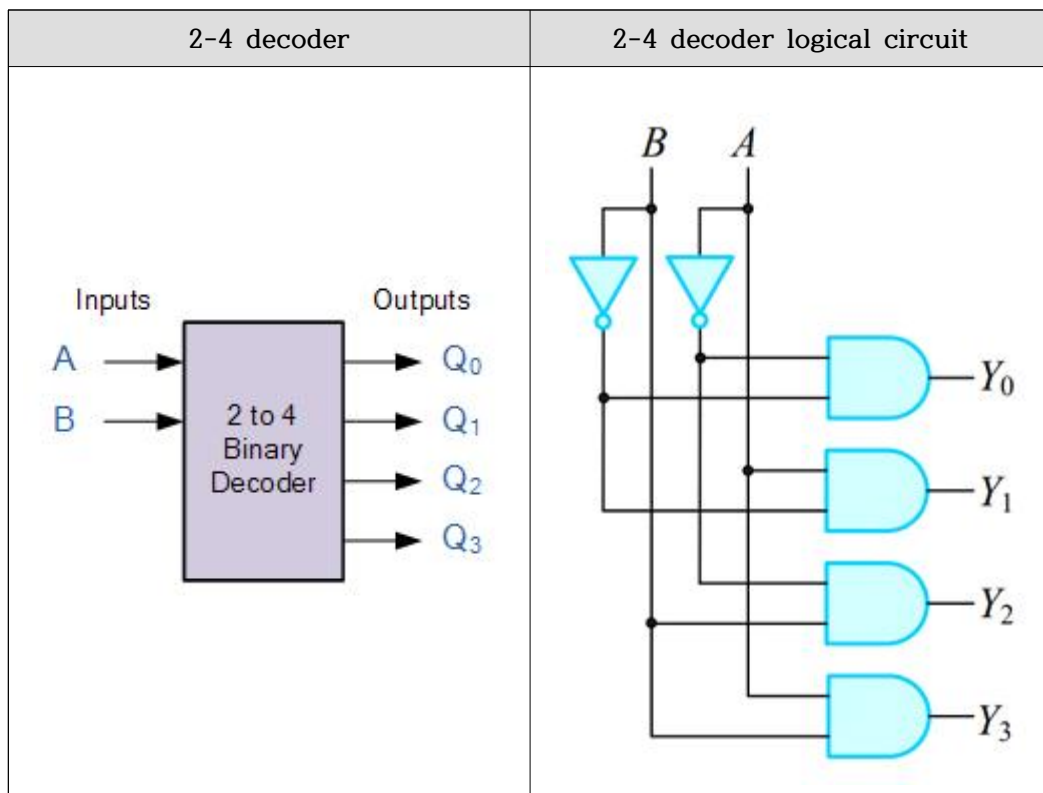 2-4 decoder
2-4 decoder logical circuit
Inputs
Outputs
A
B
2 to 4
Binary
Decoder
Q0
Q1
Q2
Q3
B
A
Y0
Y1
Y2
Y3